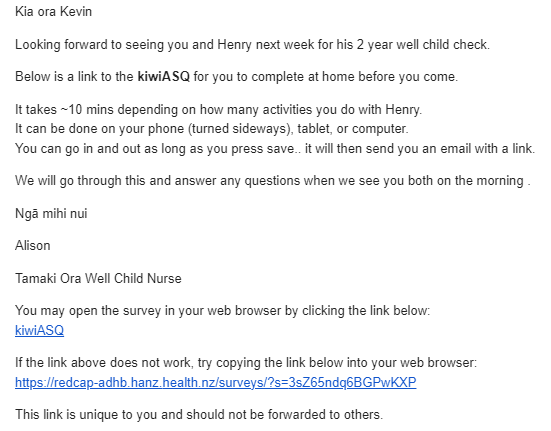 Kia ora Kevin
Looking forward to seeing you and Henry next week for his 2 year well child check.
Below is a link to the kiwiASQ for you to complete at home before you come.
It takes ~10 mins depending on how many activities you do with Henry.
It can be done on your phone (turned sideways), tablet, or computer.
You can go in and out as long as you press save.. it will then send you an email with a link.
We will go through this and answer any questions when we see you both on the morning .
Ngā mihi nui
Alison
Tamaki Ora Well Child Nurse
You may open the survey in your web browser by clicking the link below:
kiwiASQ
If the link above does not work, try copying the link below into your web browser:
https://redcap-adhb.hanz.health.nz/surveys/?s=3sZ65ndq6BGPwKXP
This link is unique to you and should not be forwarded to others.